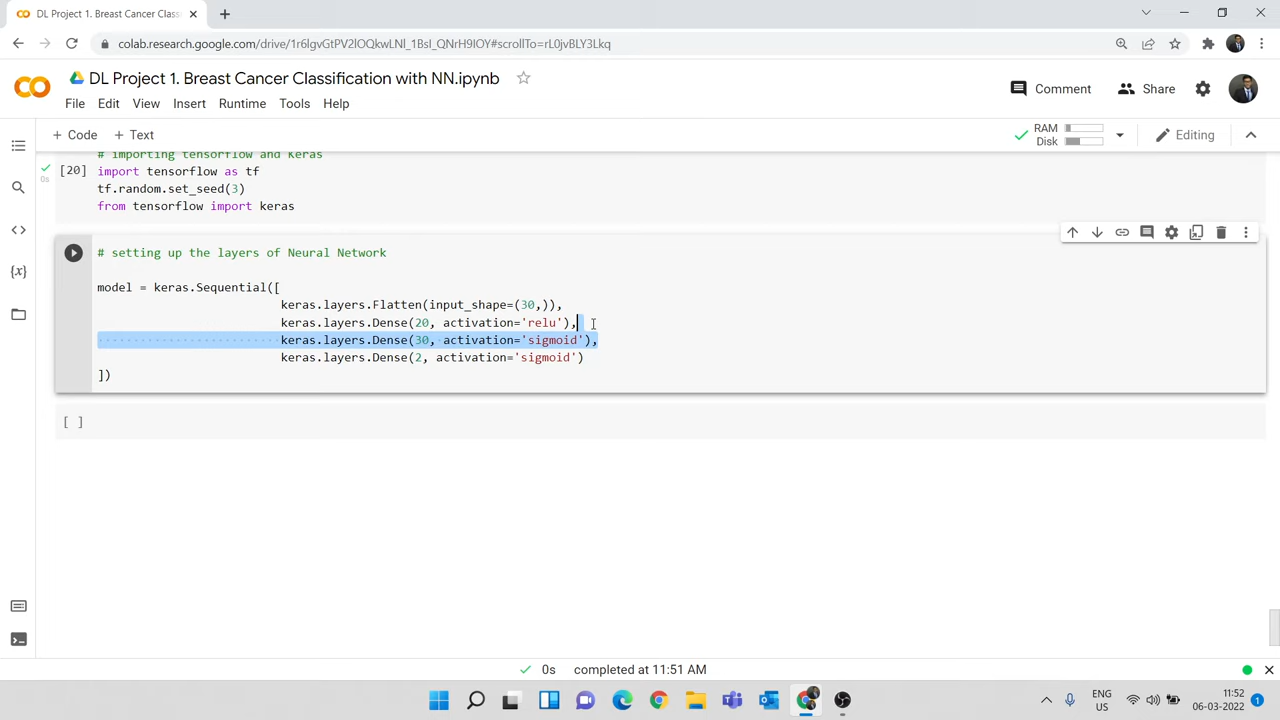 DL Project 1. Breast Cancer Class
colab.research.google.com/drive/1r6lgvGtPV2lOQkwLNl_1BsI_QNrH9IOY#scrollTo=rL0jvBLY3Lkq
DL Project 1. Breast Cancer Classification with NN.ipynb
Comment
Share
File Edit View Insert Runtime Tools Help
+ Code + Text
RAM
Disk
Editing
# importing tensorflow and Keras
[20] import tensorflow as tf
0s
tf.random.set_seed(3)
from tensorflow import keras
# setting up the layers of Neural Network
model = keras.Sequential([
keras.layers.Flatten(input_shape=(30,)),
keras.layers.Dense(20, activation='relu'),
keras.layers.Dense(30, activation='sigmoid'),
keras.layers.Dense(2, activation='sigmoid')
])
[ ]
{x}
0s completed at 11:51 AM
ENG
US
11:52
06-03-2022
1